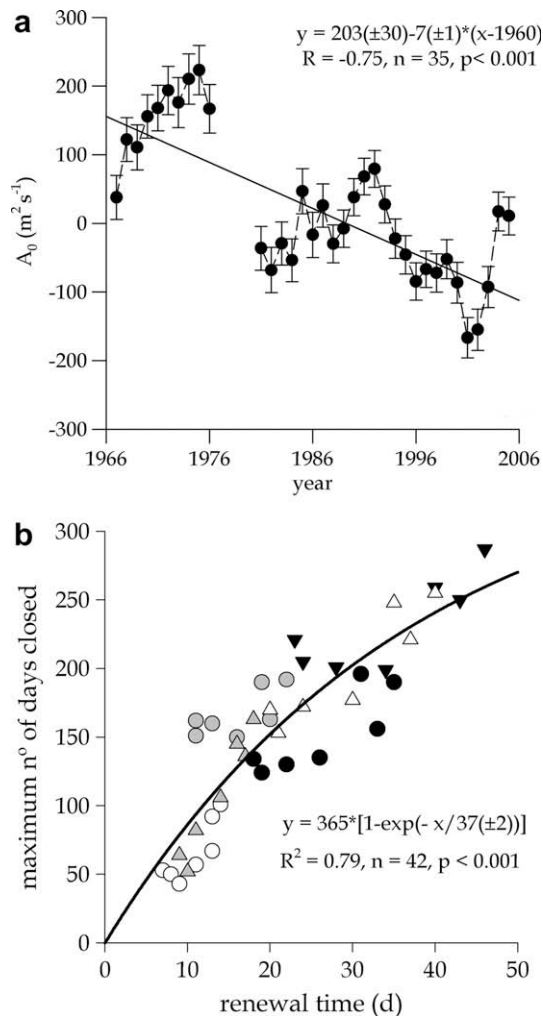 a
y = 203(±30)-7(±1)*(x-1960)
R = -0.75, n = 35, p< 0.001
300
200
100
0
-100
-200
-300
A₀ (m² s⁻¹)
1966 1976 1986 1996 2006
year
b
300
250
200
150
100
50
0
maximum nº of days closed
y = 365*[1-exp(- x/37(±2))]
R² = 0.79, n = 42, p < 0.001
0 10 20 30 40 50
renewal time (d)